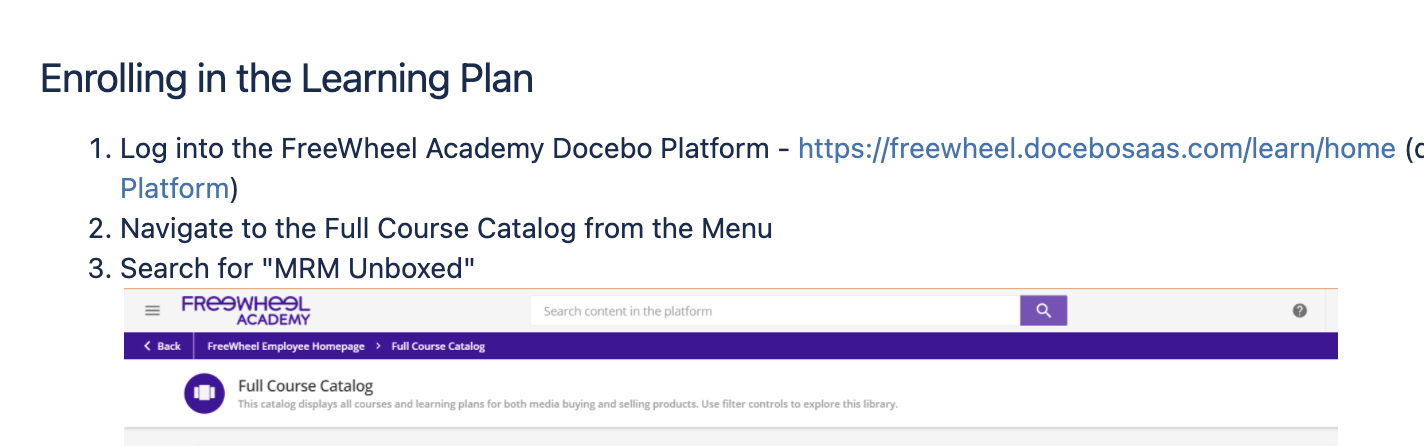 Enrolling in the Learning Plan
1. Log into the FreeWheel Academy Docebo Platform - https://freewheel.docebosaas.com/learn/home (
Platform)
2. Navigate to the Full Course Catalog from the Menu
3. Search for "MRM Unboxed"
FREEWHEEL
ACADEMY
Search content in the platform
Back FreeWheel Employee Homepage > Full Course Catalog
Full Course Catalog
This catalog displays all courses and learning plans for both media buying and selling products. Use filter controls to explore this library.